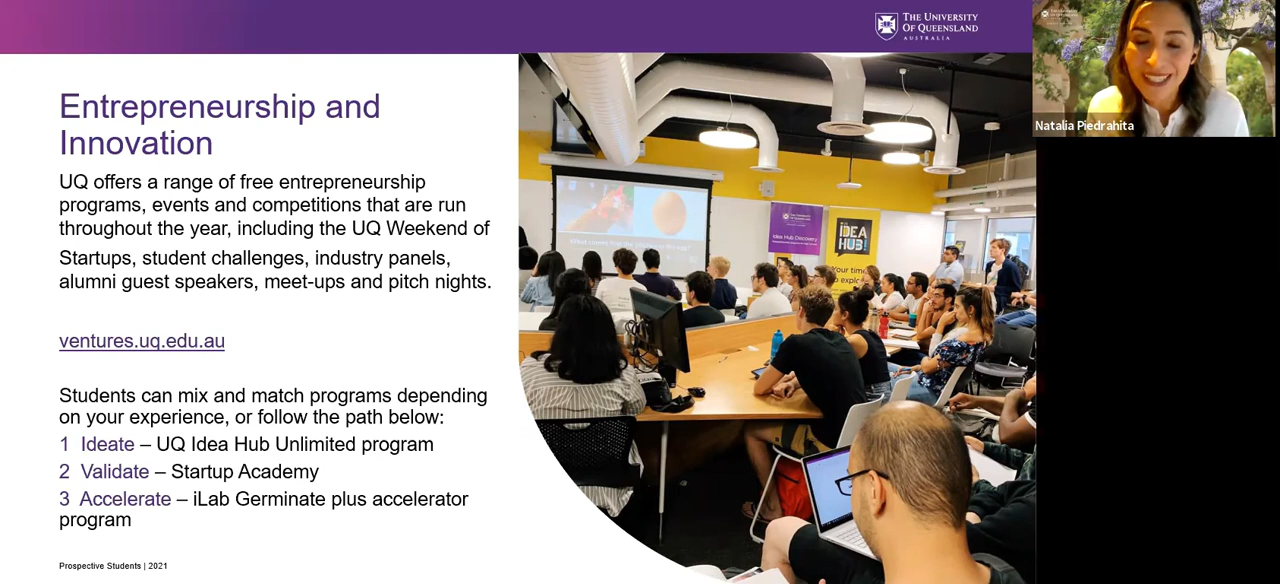 THE UNIVERSITY
OF QUEENSLAND
AUSTRALIA
Natalia Piedrahita
Entrepreneurship and
Innovation
UQ offers a range of free entrepreneurship
programs, events and competitions that are run
throughout the year, including the UQ Weekend of
Startups, student challenges, industry panels,
alumni guest speakers, meet-ups and pitch nights.
ventures.uq.edu.au
Students can mix and match programs depending
on your experience, or follow the path below:
1 Ideate – UQ Idea Hub Unlimited program
2 Validate – Startup Academy
3 Accelerate – iLab Germinate plus accelerator
program
Prospective Students | 2021
Idea Hub Discovery
IDEA
HUB
Your time
to explo